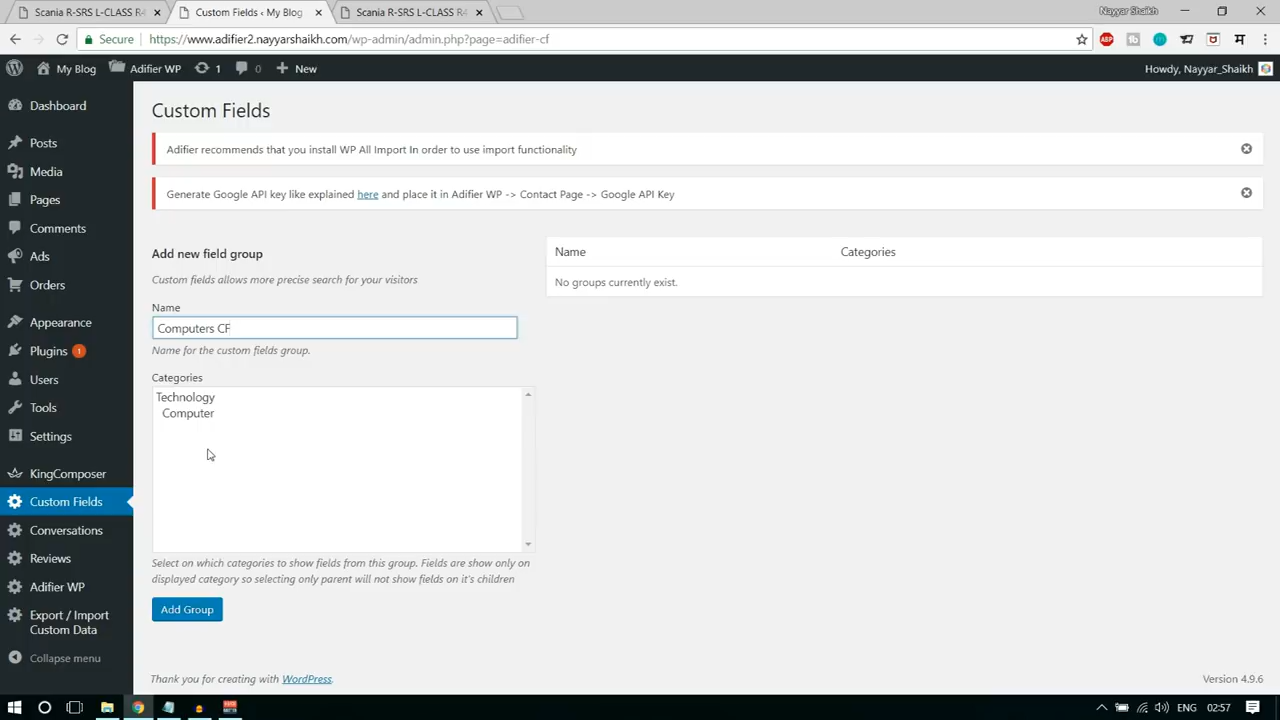 Scania R-SRS L-CLASS R4
Custom Fields ‹ My Blog
Scania R-SRS L-CLASS R4
Nayyar Shaikh
Secure
https://www.adifier2.nayyarshaikh.com/wp-admin/admin.php?page=adifier-cf
ABP
My Blog
Adifier WP
1
0
New
Howdy, Nayyar_Shaikh
Dashboard
Posts
Media
Pages
Comments
Ads
Orders
Appearance
Plugins 1
Users
Tools
Settings
KingComposer
Custom Fields
Conversations
Reviews
Adifier WP
Export / Import
Custom Data
Collapse menu
Custom Fields
Adifier recommends that you install WP All Import In order to use import functionality
Generate Google API key like explained here and place it in Adifier WP -> Contact Page -> Google API Key
Add new field group
Custom fields allows more precise search for your visitors
Name
Computers CF
Name for the custom fields group.
Categories
Technology
Computer
Select on which categories to show fields from this group. Fields are show only on
displayed category so selecting only parent will not show fields on it's children
Add Group
Name
Categories
No groups currently exist.
Thank you for creating with WordPress.
Version 4.9.6
ENG
02:57